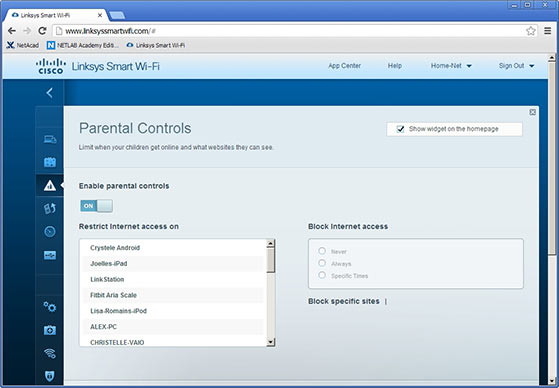 Linksys Smart Wi-Fi
www.linksyssmartwifi.com/#
NetAcad
NETLAB Academy Editi...
Linksys Smart Wi-Fi
CISCO
Linksys Smart Wi-Fi
App Center
Help
Home-Net
Sign Out
Parental Controls
Show widget on the homepage
Limit when your children get online and what websites they can see.
Enable parental controls
ON
Restrict Internet access on
Block Internet access
Crystele Android
Joelles-iPad
LinkStation
Fitbit Aria Scale
Lisa-Romains-iPod
ALEX-PC
CHRISTELLE-VAIO
Never
Always
Specific Times
Block specific sites |